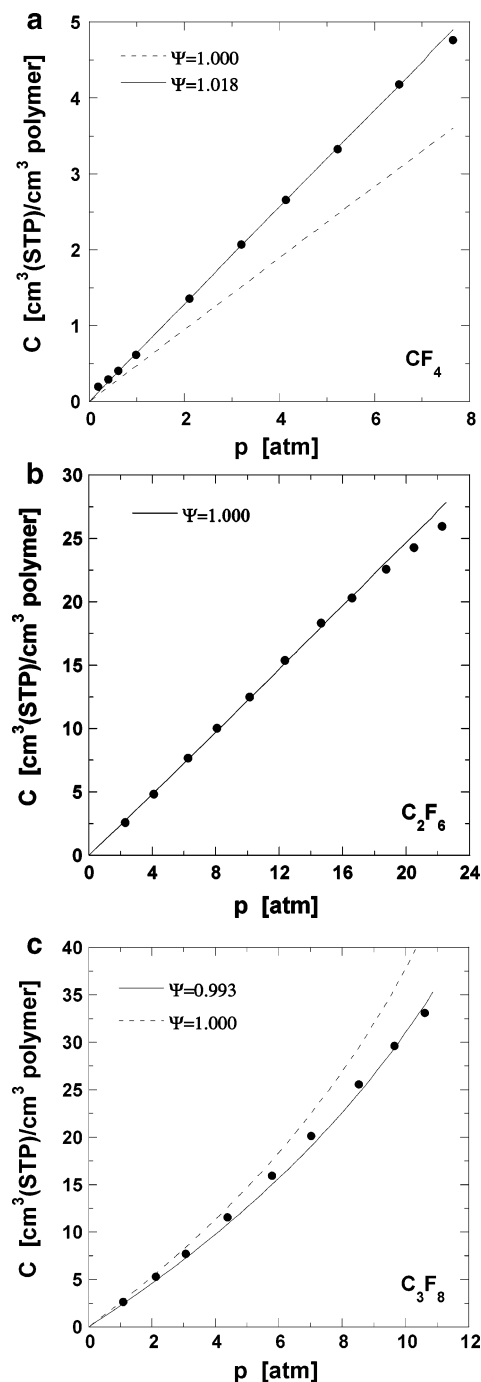 a
5
4
3
2
1
0
Ψ=1.000
Ψ=1.018
C [cm³(STP)/cm³ polymer]
CF₄
0 2 4 6 8
p [atm]
b
30
25
20
15
10
5
0
Ψ=1.000
C [cm³(STP)/cm³ polymer]
C₂F₆
0 4 8 12 16 20 24
p [atm]
c
40
35
30
25
20
15
10
5
0
Ψ=0.993
Ψ=1.000
C [cm³(STP)/cm³ polymer]
C₃F₈
0 2 4 6 8 10 12
p [atm]